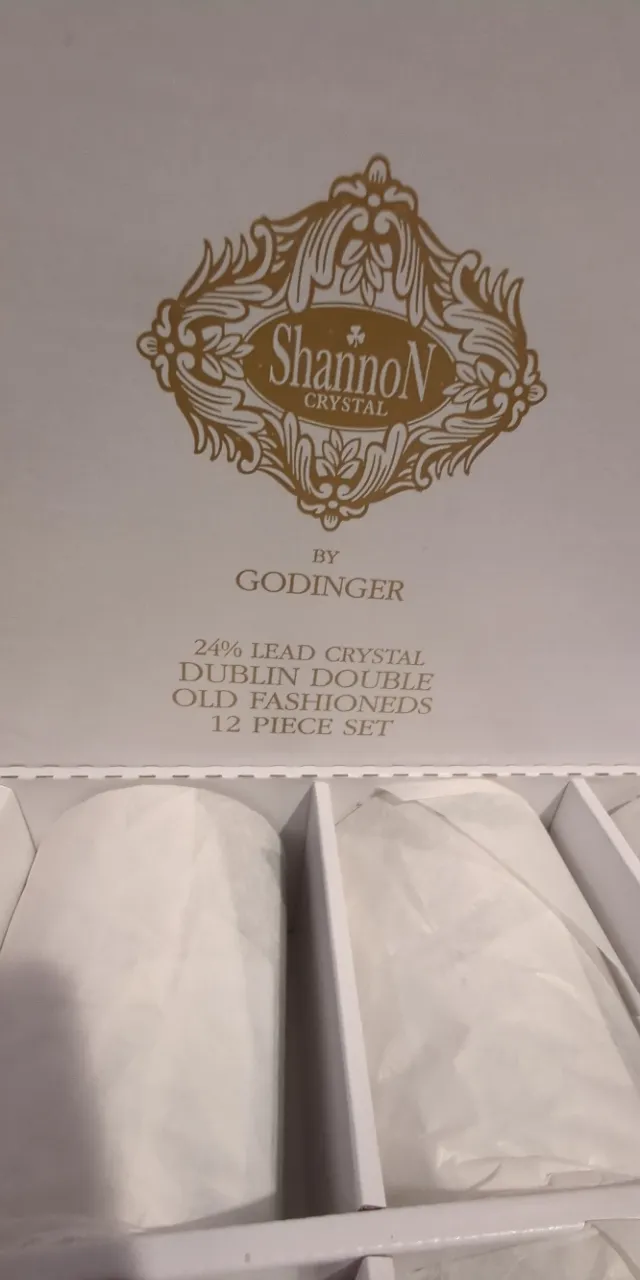 ShannoN
CRYSTAL
BY
GODINGER
24% LEAD CRYSTAL
DUBLIN DOUBLE
OLD FASHIONEDS
12 PIECE SET